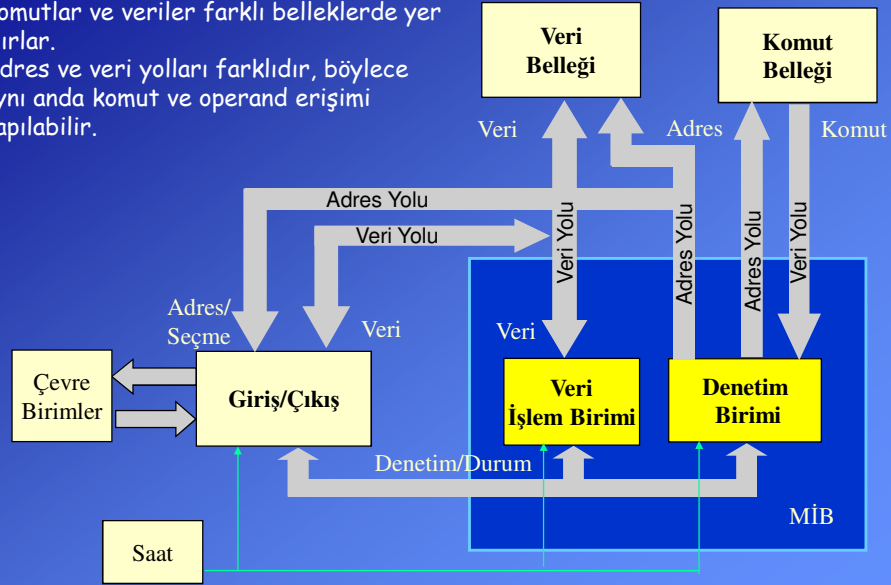 omutlar ve veriler farklı belleklerde yer
ırlar.
dres ve veri yolları farklıdır, böylece
ynı anda komut ve operand erişimi
apılabilir.
Veri
Belleği
Komut
Belleği
Veri
Adres
Komut
Adres Yolu
Veri Yolu
Veri Yolu
Adres Yolu
Adres Yolu
Veri Yolu
Adres/
Seçme
Veri
Veri
Çevre
Birimler
Giriş/Çıkış
Veri
İşlem Birimi
Denetim
Birimi
Denetim/Durum
MİB
Saat